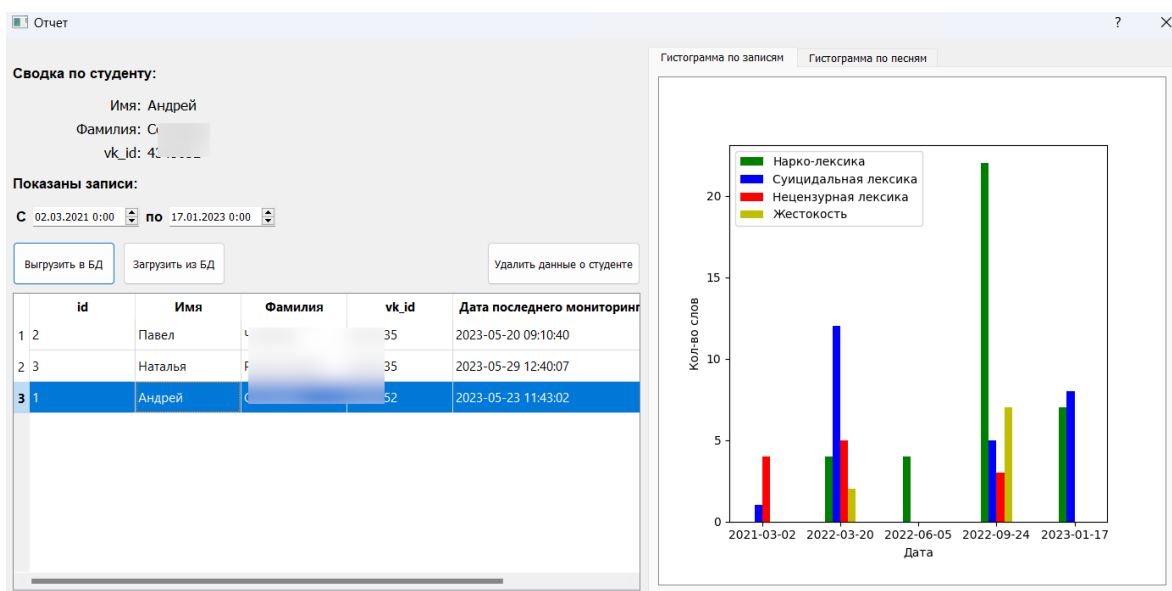 Отчет
?
Сводка по студенту:
Имя: Андрей
Фамилия:
vk_id:
Показаны записи:
С 02.03.2021 0:00 по 17.01.2023 0:00
Выгрузить в БД Загрузить из БД Удалить данные о студенте
id Имя Фамилия vk_id Дата последнего мониторинг
1 2 Павел 35 2023-05-20 09:10:40
2 3 Наталья 35 2023-05-29 12:40:07
3 1 Андрей 52 2023-05-23 11:43:02
Гистограмма по записям Гистограмма по песням
Нарко-лексика
Суицидальная лексика
Нецензурная лексика
Жестокость
Кол-во слов
20
15
10
5
0
2021-03-02 2022-03-20 2022-06-05 2022-09-24 2023-01-17
Дата